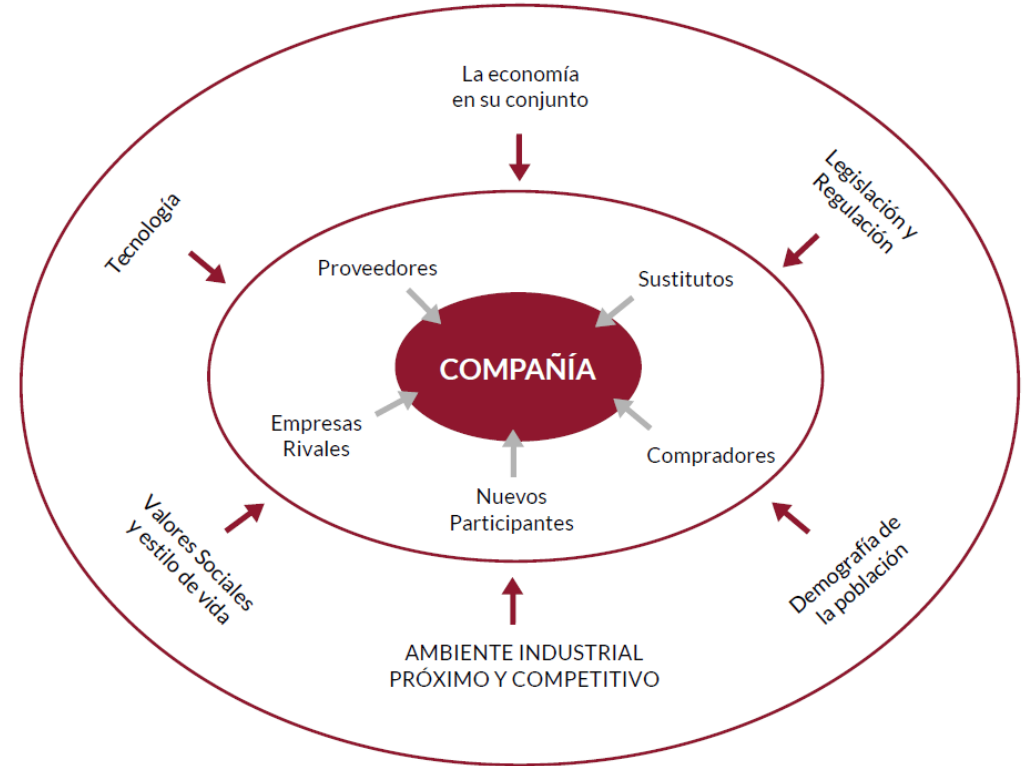 La economía
en su conjunto
Legislación y
Regulación
Tecnología
Proveedores
Sustitutos
COMPAÑÍA
Empresas
Rivales
Compradores
Nuevos
Participantes
Valores Sociales
y estilo de vida
Demografía de
la población
AMBIENTE INDUSTRIAL
PRÓXIMO Y COMPETITIVO